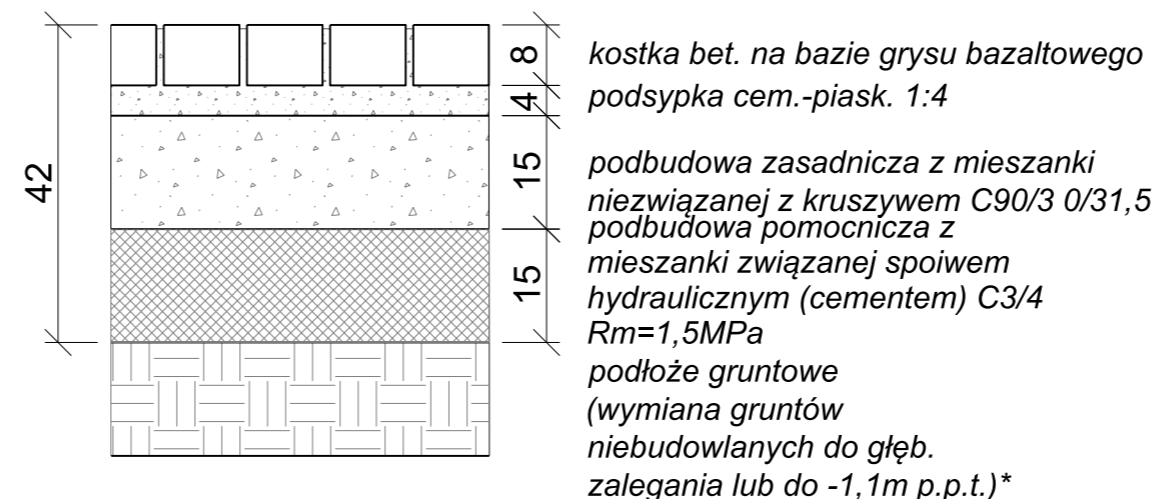 42
8
4
15
15
kostka bet. na bazie grysu bazaltowego
podsypka cem.-piask. 1:4
podbudowa zasadnicza z mieszanki
niezwiązanej z kruszywem C90/3 0/31,5
podbudowa pomocnicza z
mieszanki związanej spoiwem
hydraulicznym (cementem) C3/4
Rm=1,5MPa
podłoże gruntowe
(wymiana gruntów
niebudowlanych do głęb.
zalegania lub do -1,1m p.p.t.)*